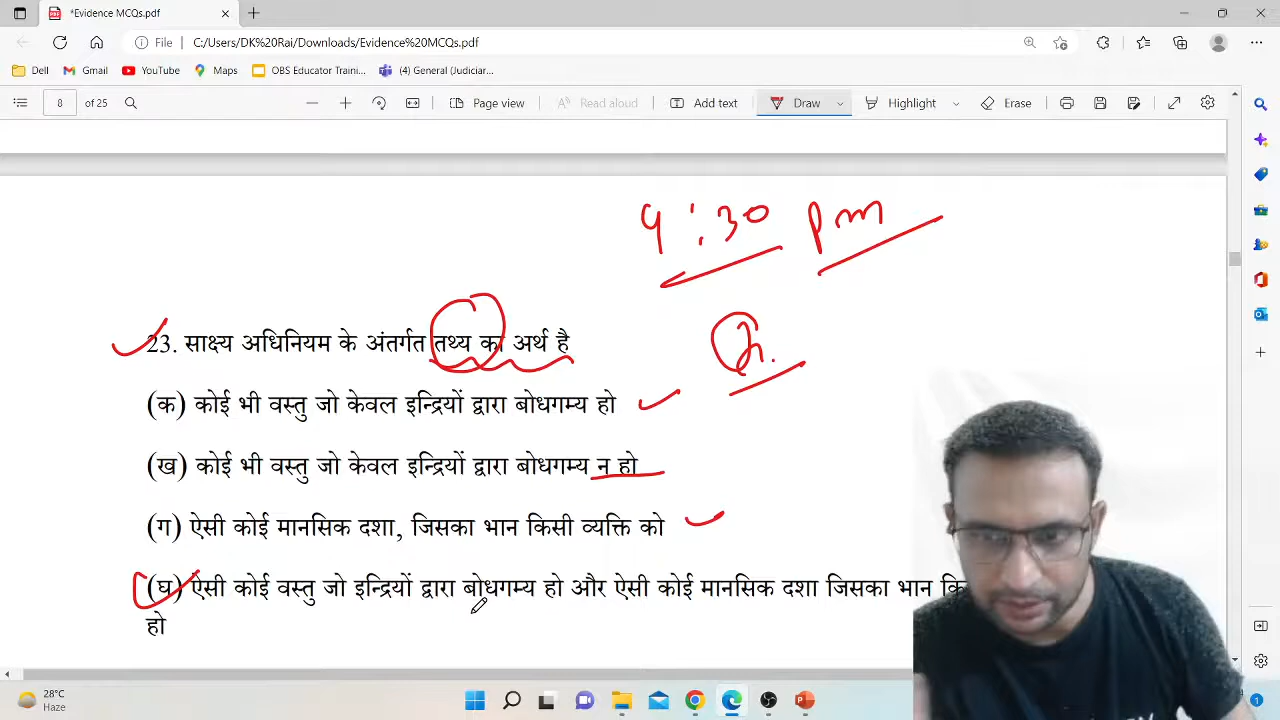 *Evidence MCQs.pdf
File C:/Users/DK%20Rai/Downloads/Evidence%20MCQs.pdf
Dell Gmail YouTube Maps OBS Educator Traini... (4) General (Judiciar...
8 of 25 Page view Read aloud Add text Draw Highlight Erase
4:30 pm
23. साक्ष्य अधिनियम के अंतर्गत तथ्य का अर्थ है
(क) कोई भी वस्तु जो केवल इन्द्रियों द्वारा बोधगम्य हो
(ख) कोई भी वस्तु जो केवल इन्द्रियों द्वारा बोधगम्य न हो
(ग) ऐसी कोई मानसिक दशा, जिसका भान किसी व्यक्ति को
(घ) ऐसी कोई वस्तु जो इन्द्रियों द्वारा बोधगम्य हो और ऐसी कोई मानसिक दशा जिसका भान
हो
28°C
Haze
1